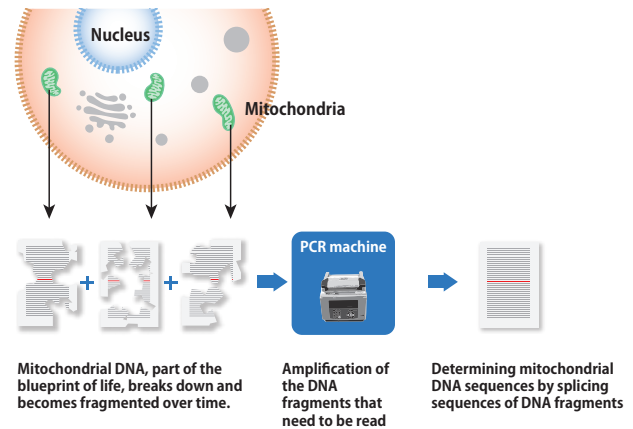 Nucleus
Mitochondria
PCR machine
Mitochondrial DNA, part of the
blueprint of life, breaks down and
becomes fragmented over time.
Amplification of
the DNA
fragments that
need to be read
Determining mitochondrial
DNA sequences by splicing
sequences of DNA fragments